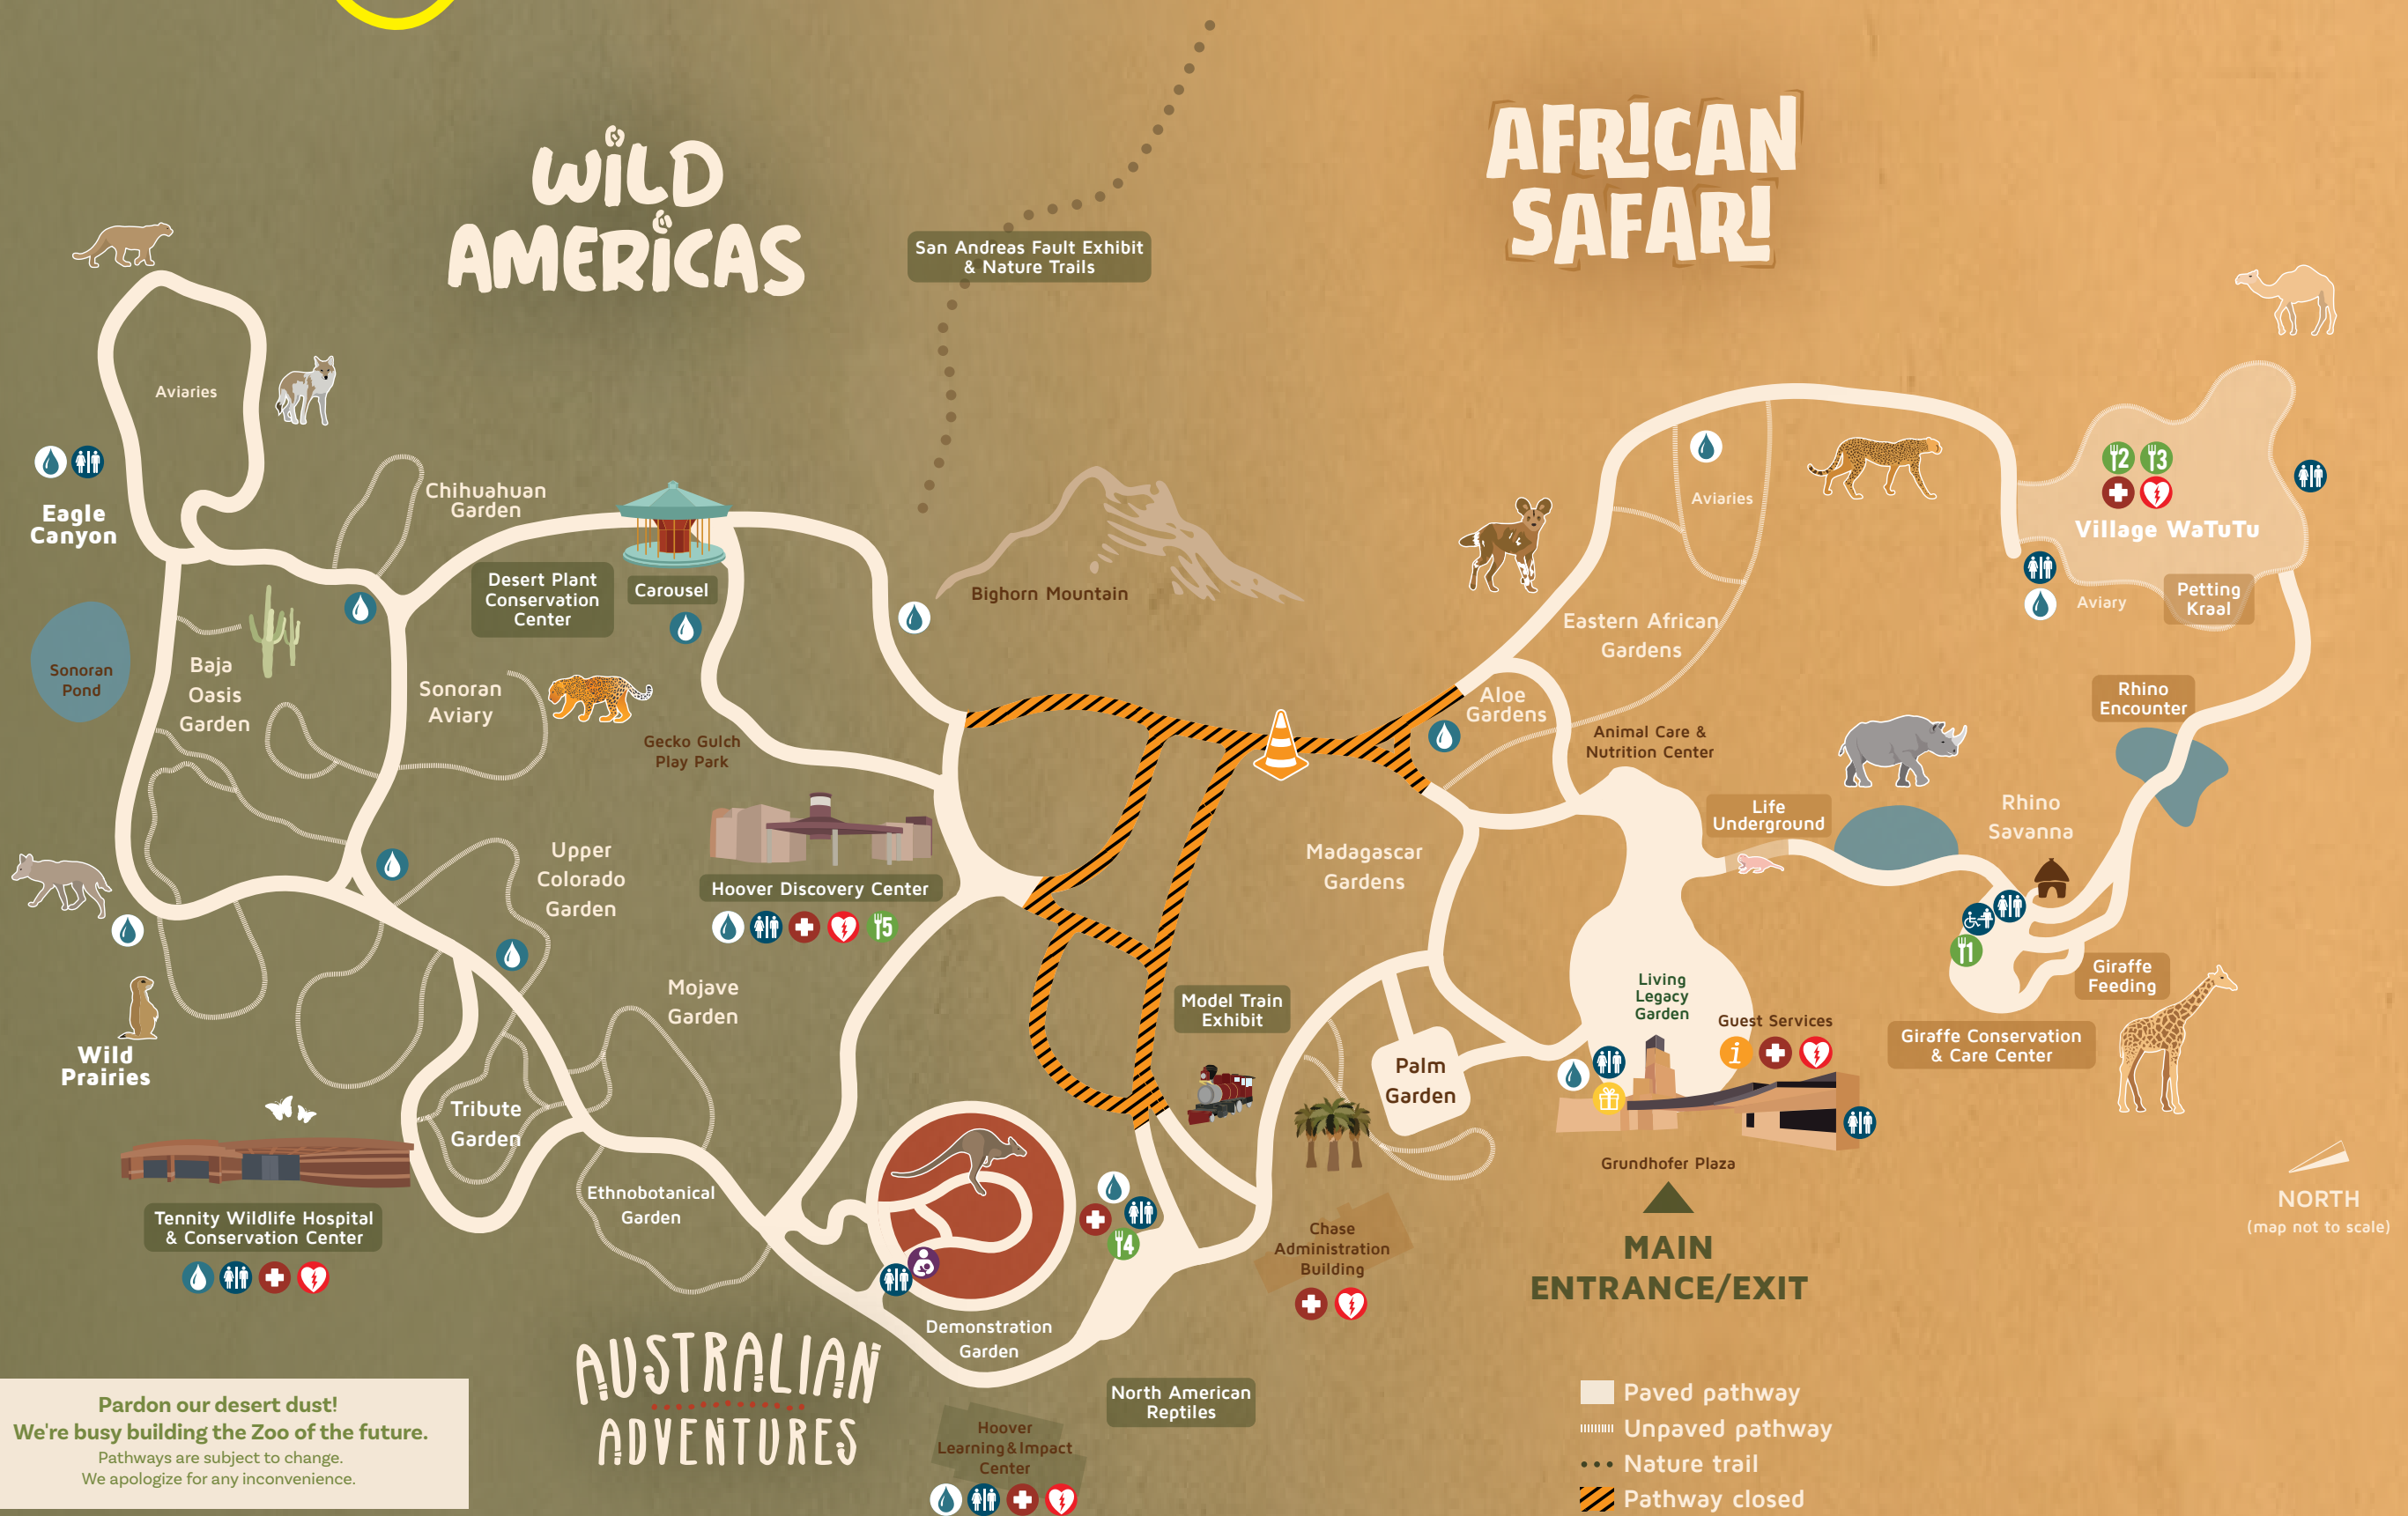 WILD
AMERICAS
AFRICAN
SAFARI
San Andreas Fault Exhibit
& Nature Trails
Aviaries
Eagle
Canyon
Chihuahuan
Garden
Desert Plant
Conservation
Center
Carousel
Bighorn Mountain
Aviaries
2
3
Village WaTuTu
Aviary
Petting
Kraal
Eastern African
Gardens
Sonoran
Pond
Baja
Oasis
Garden
Sonoran
Aviary
Gecko Gulch
Play Park
Aloe
Gardens
Animal Care &
Nutrition Center
Rhino
Encounter
Life
Underground
Rhino
Savanna
Upper
Colorado
Garden
Hoover Discovery Center
5
Madagascar
Gardens
1
Giraffe
Feeding
Mojave
Garden
Model Train
Exhibit
Living
Legacy
Garden
Guest Services
i
Giraffe Conservation
& Care Center
Wild
Prairies
Palm
Garden
Tribute
Garden
Grundhofer Plaza
Ethnobotanical
Garden
Tennity Wildlife Hospital
& Conservation Center
4
Chase
Administration
Building
MAIN
ENTRANCE/EXIT
NORTH
(map not to scale)
Demonstration
Garden
AUSTRALIAN
ADVENTURES
North American
Reptiles
Hoover
Learning & Impact
Center
Pardon our desert dust!
We're busy building the Zoo of the future.
Pathways are subject to change.
We apologize for any inconvenience.
Paved pathway
Unpaved pathway
Nature trail
Pathway closed